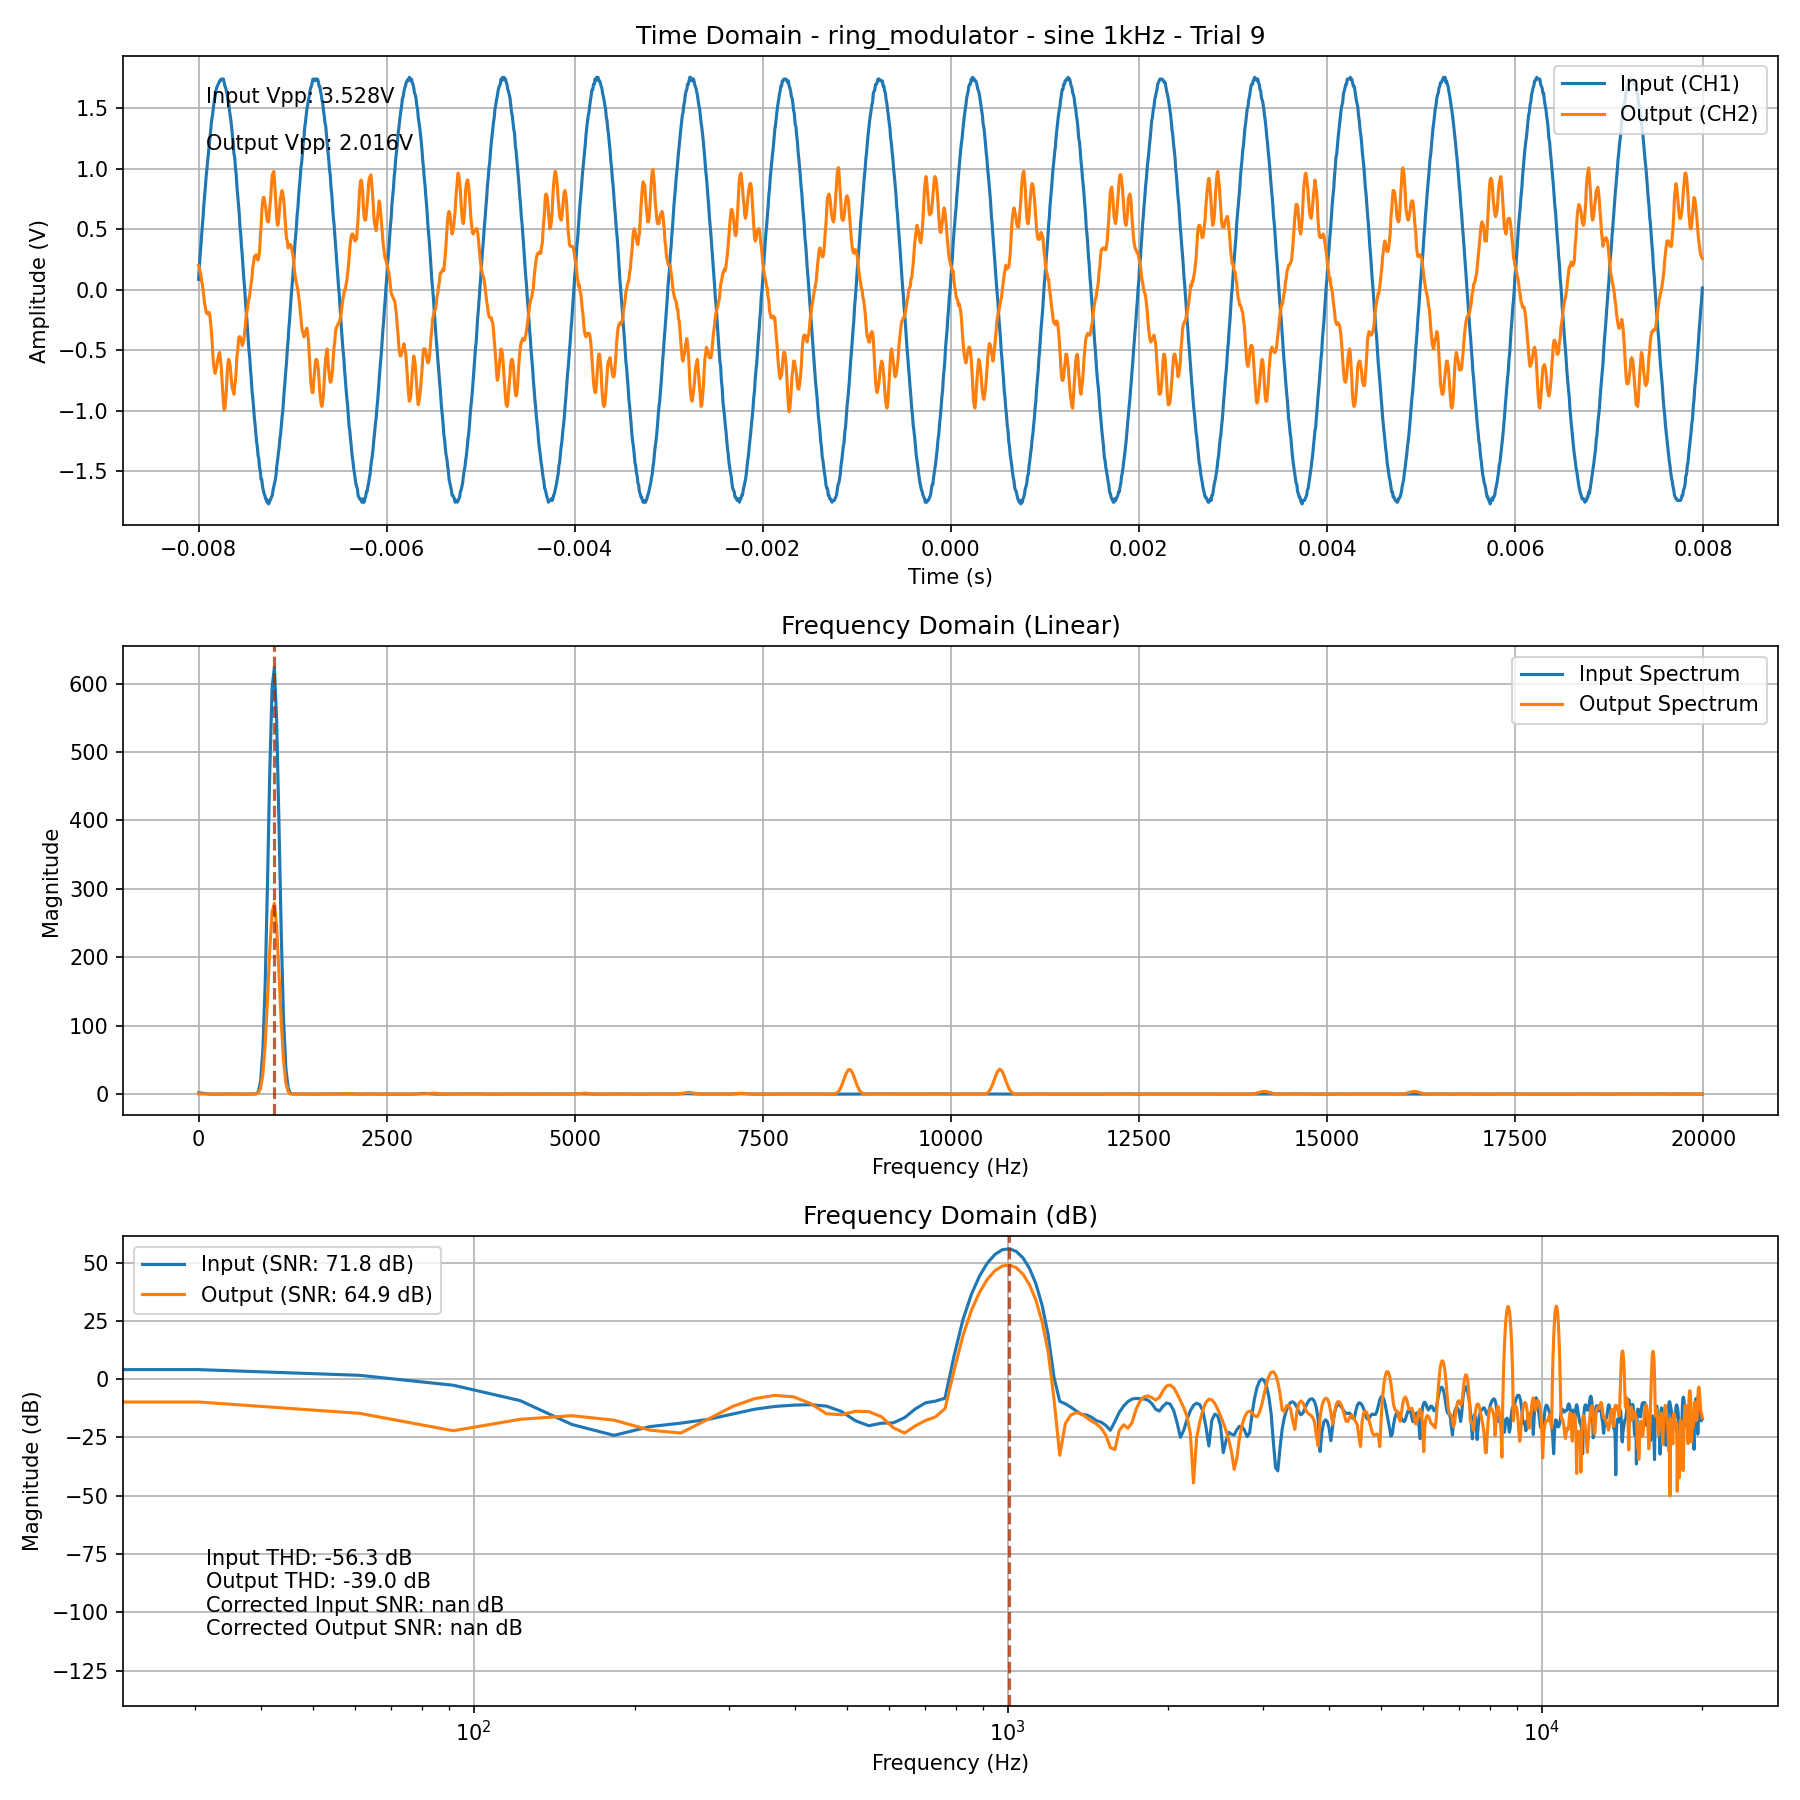 Time Domain - ring_modulator - sine 1kHz - Trial 9
Input Vpp: 3.528V
Output Vpp: 2.016V
Input (CH1)
Output (CH2)
Amplitude (V)
1.5
1.0
0.5
0.0
−0.5
−1.0
−1.5
−0.008
−0.006
−0.004
−0.002
0.000
0.002
0.004
0.006
0.008
Time (s)
Frequency Domain (Linear)
Input Spectrum
Output Spectrum
Magnitude
600
500
400
300
200
100
0
0
2500
5000
7500
10000
12500
15000
17500
20000
Frequency (Hz)
Frequency Domain (dB)
Input (SNR: 71.8 dB)
Output (SNR: 64.9 dB)
Magnitude (dB)
50
25
0
−25
−50
−75
−100
−125
Input THD: -56.3 dB
Output THD: -39.0 dB
Corrected Input SNR: nan dB
Corrected Output SNR: nan dB
10²
10³
10⁴
Frequency (Hz)